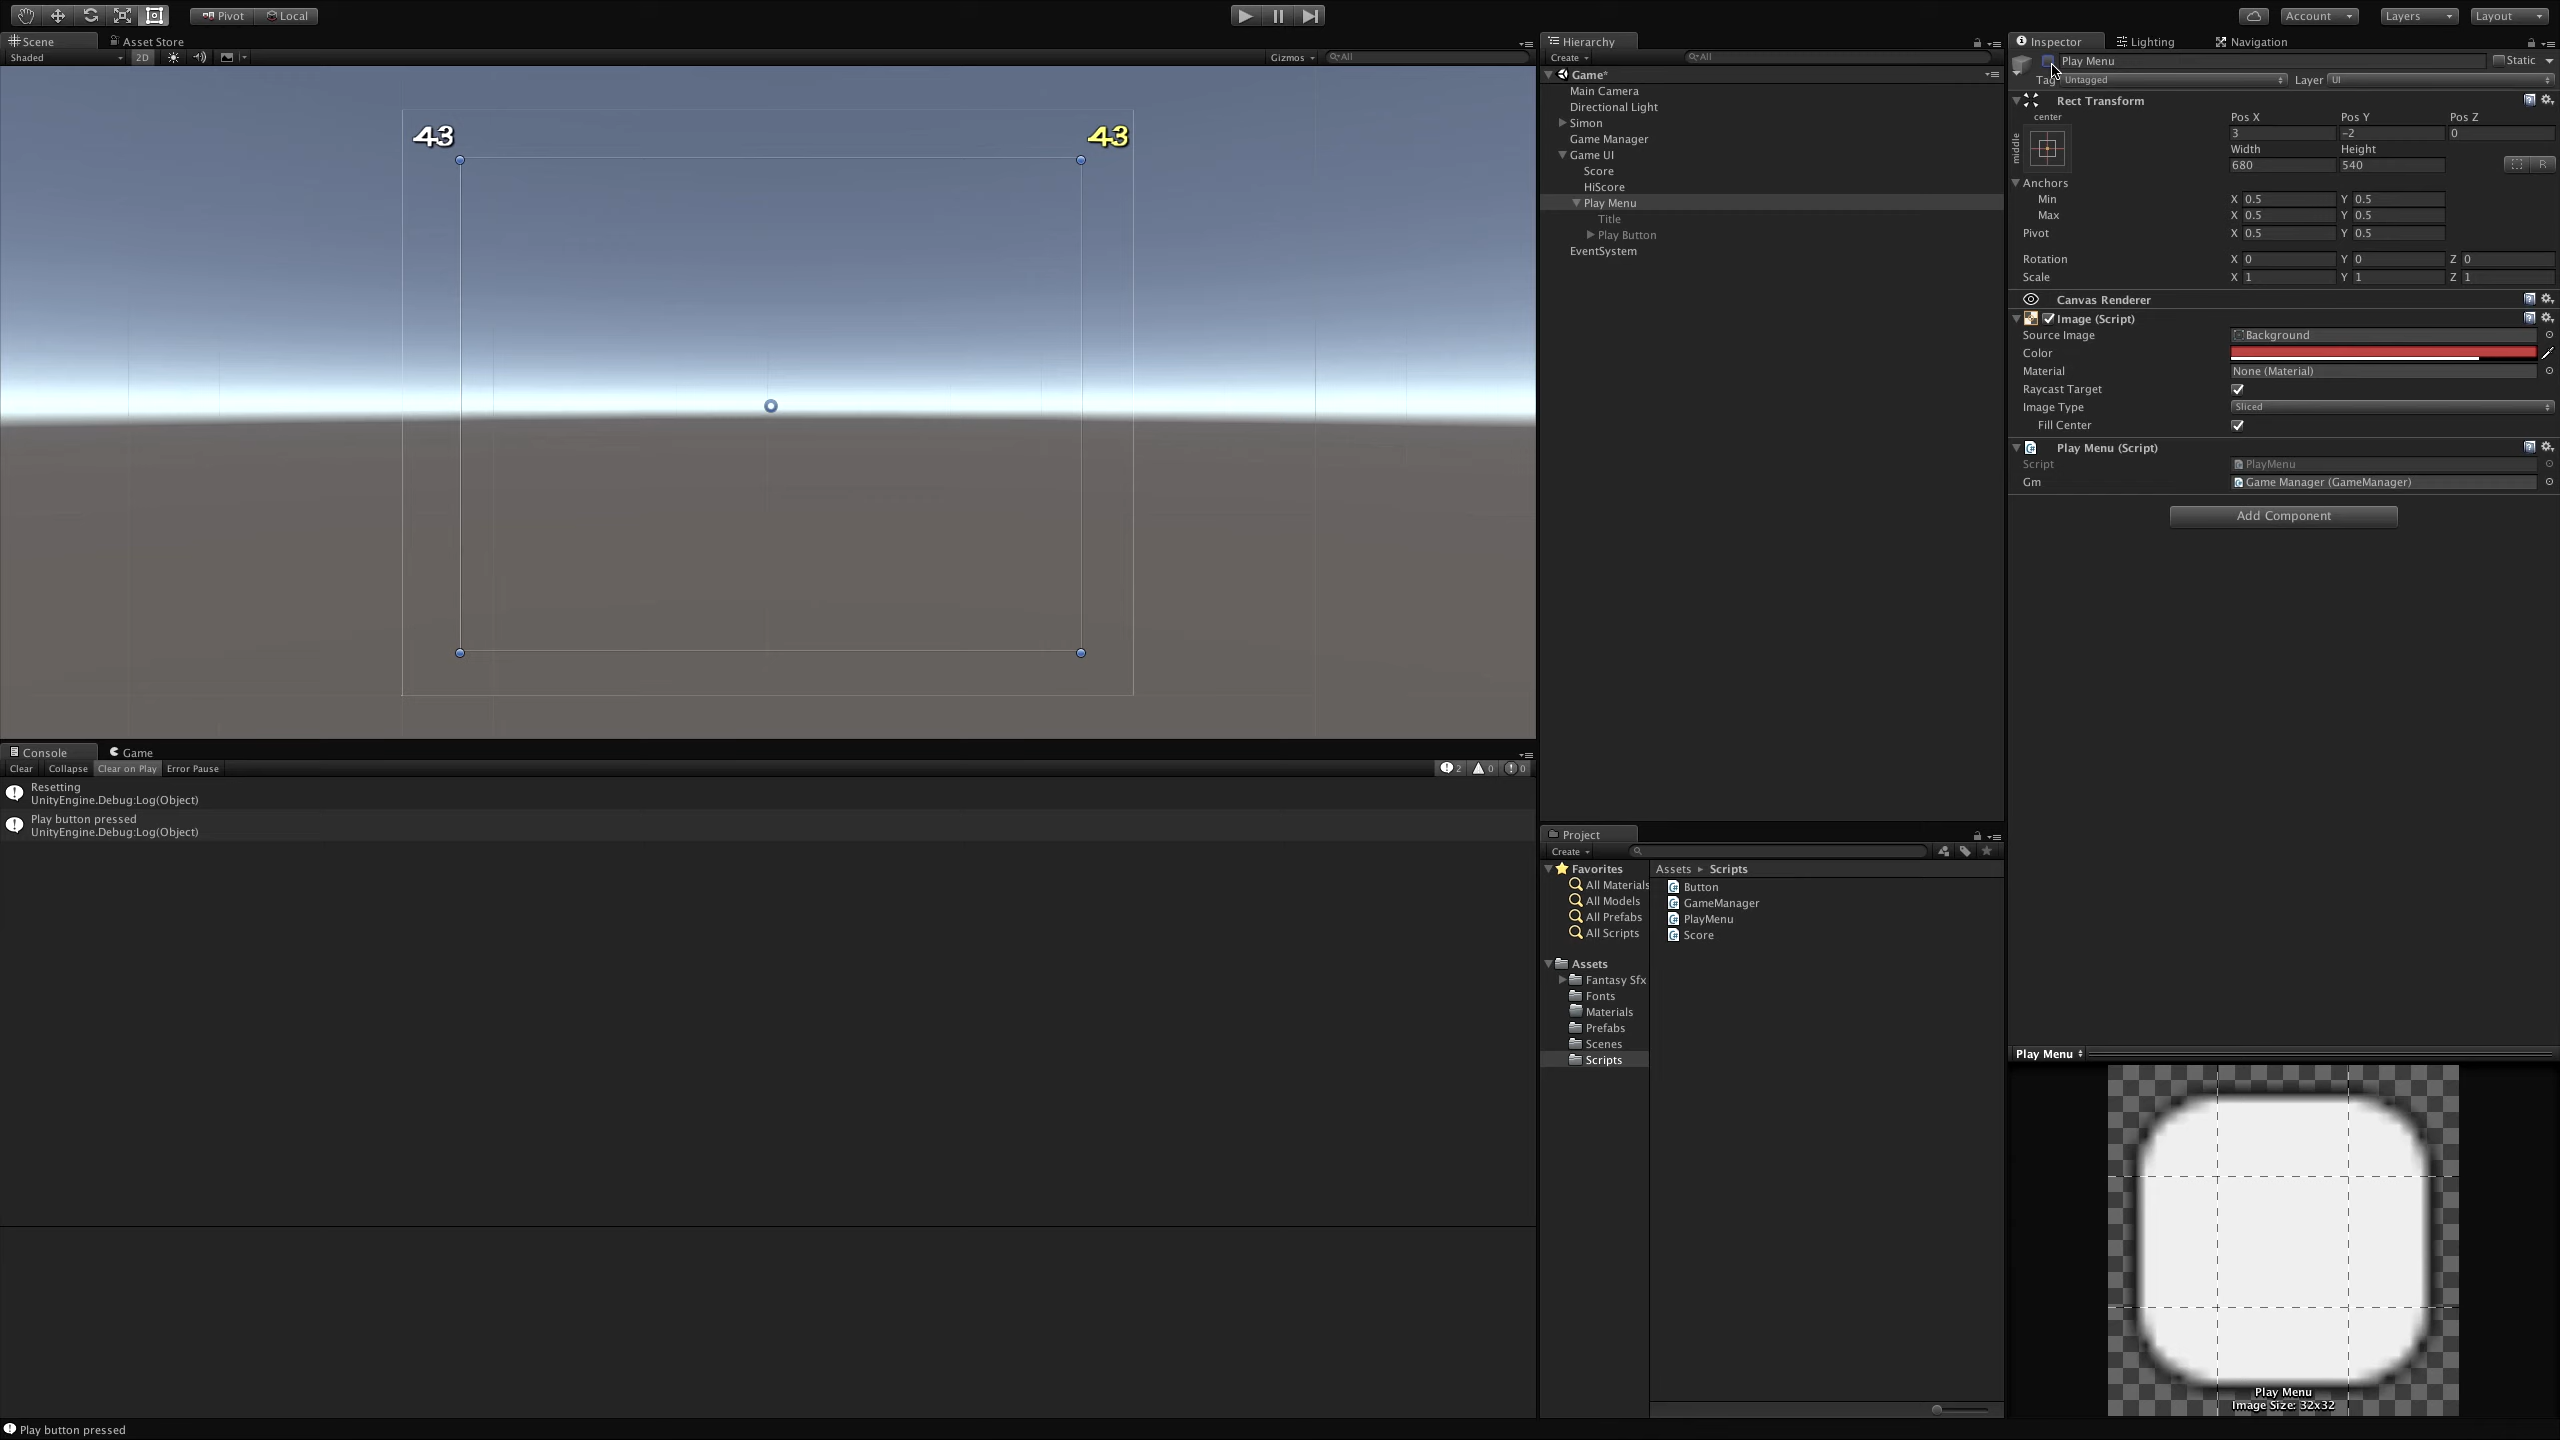 Pivot Local
Account Layers Layout
Scene Asset Store
Shaded 2D Gizmos All
43 43
Console Game
Clear Collapse Clear on Play Error Pause 2 0 0
Resetting
UnityEngine.Debug:Log(Object)
Play button pressed
UnityEngine.Debug:Log(Object)
Play button pressed
Hierarchy
Create All
Game*
Main Camera
Directional Light
Simon
Game Manager
Game UI
Score
HiScore
Play Menu
Title
Play Button
EventSystem
Project
Create
Favorites
All Materials
All Models
All Prefabs
All Scripts
Assets
Fantasy Sfx
Fonts
Materials
Prefabs
Scenes
Scripts
Assets ▸ Scripts
Button
GameManager
PlayMenu
Score
Inspector Lighting Navigation
Play Menu Static
Tag Untagged Layer UI
Rect Transform
center Pos X Pos Y Pos Z
middle 3 -2 0
Width Height
680 540 R
Anchors
Min X 0.5 Y 0.5
Max X 0.5 Y 0.5
Pivot X 0.5 Y 0.5
Rotation X 0 Y 0 Z 0
Scale X 1 Y 1 Z 1
Canvas Renderer
Image (Script)
Source Image Background
Color
Material None (Material)
Raycast Target
Image Type Sliced
Fill Center
Play Menu (Script)
Script PlayMenu
Gm Game Manager (GameManager)
Add Component
Play Menu
Play Menu
Image Size: 32x32